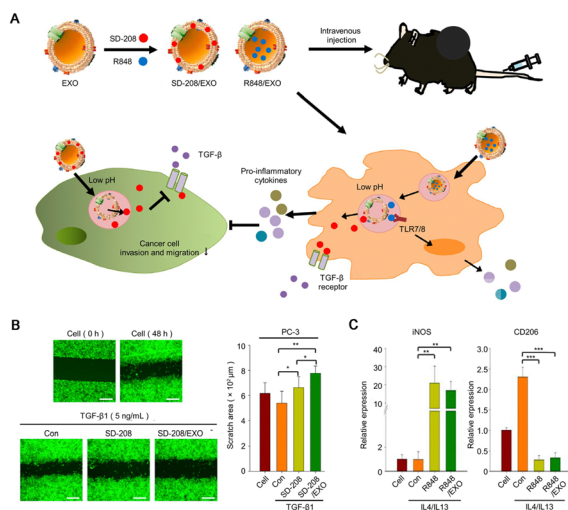 A
SD-208
R848
EXO
SD-208/EXO
R848/EXO
Intravenous
injection
TGF-β
Low pH
Cancer cell
invasion and migration ↓
Pro-inflammatory
cytokines
Low pH
TLR7/8
TGF-β
receptor
B
Cell ( 0 h )
Cell ( 48 h )
TGF-β1 ( 5 ng/mL )
Con
SD-208
SD-208/EXO
PC-3
**
*
*
Scratch area ( × 10³ μm )
10
8
6
4
2
0
Cell
Con
SD-208
SD-208
/EXO
TGF-β1
C
iNOS
**
**
Relative erpression
40
30
20
10
2
1
0
Cell
Con
R848
R848
/EXO
IL4/IL13
CD206
***
***
Relative erpression
3.0
2.5
2.0
1.5
1.0
0.5
0
Cell
Con
R848
R848
/EXO
IL4/IL13